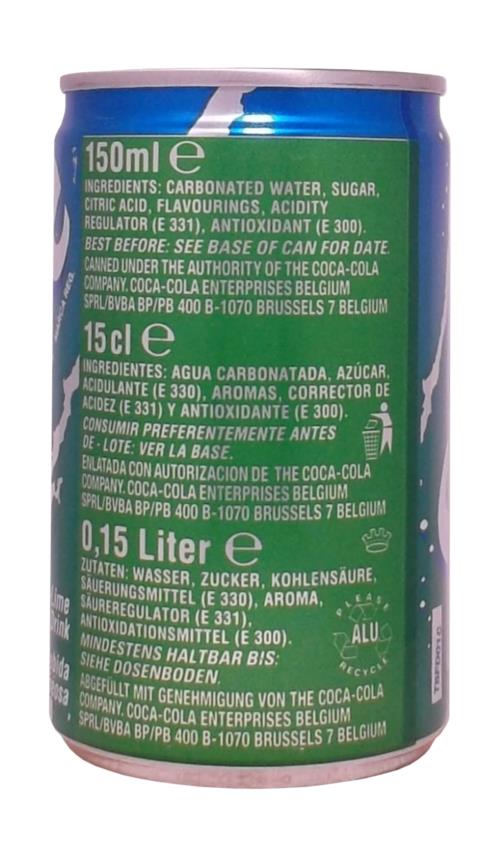 150ml e
INGREDIENTS: CARBONATED WATER, SUGAR,
CITRIC ACID, FLAVOURINGS, ACIDITY
REGULATOR (E 331), ANTIOXIDANT (E 300).
BEST BEFORE: SEE BASE OF CAN FOR DATE.
CANNED UNDER THE AUTHORITY OF THE COCA-COLA
COMPANY. COCA-COLA ENTERPRISES BELGIUM
SPRL/BVBA BP/PB 400 B-1070 BRUSSELS 7 BELGIUM
15cl e
INGREDIENTES: AGUA CARBONATADA, AZÚCAR,
ACIDULANTE (E 330), AROMAS, CORRECTOR DE
ACIDEZ (E 331) Y ANTIOXIDANTE (E 300).
CONSUMIR PREFERENTEMENTE ANTES
DE - LOTE: VER LA BASE.
ENLATADA CON AUTORIZACION DE THE COCA-COLA
COMPANY. COCA-COLA ENTERPRISES BELGIUM
SPRL/BVBA BP/PB 400 B-1070 BRUSSELS 7 BELGIUM
0,15 Liter e
ZUTATEN: WASSER, ZUCKER, KOHLENSÄURE,
SÄUERUNGSMITTEL (E 330), AROMA,
SÄUREREGULATOR (E 331),
ANTIOXIDATIONSMITTEL (E 300).
MINDESTENS HALTBAR BIS:
SIEHE DOSENBODEN.
ABGEFÜLLT MIT GENEHMIGUNG VON THE COCA-COLA
COMPANY. COCA-COLA ENTERPRISES BELGIUM
SPRL/BVBA BP/PB 400 B-1070 BRUSSELS 7 BELGIUM
PLEASE
ALU
RECYCLE
MARCA REG.
Lime